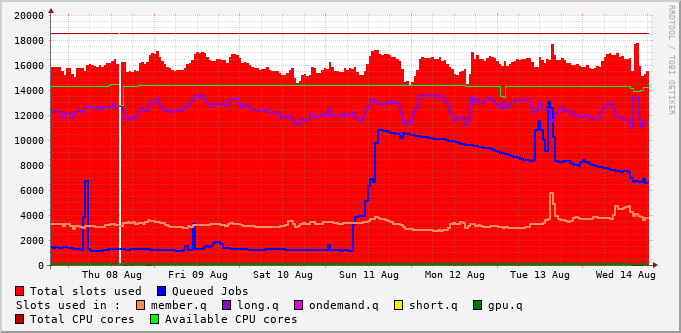 RRDTOOL / TOBI OETIKER
20000
18000
16000
14000
12000
10000
8000
6000
4000
2000
0
Thu 08 Aug Fri 09 Aug Sat 10 Aug Sun 11 Aug Mon 12 Aug Tue 13 Aug Wed 14 Aug
Total slots used Queued Jobs
Slots used in : member.q long.q ondemand.q short.q gpu.q
Total CPU cores Available CPU cores